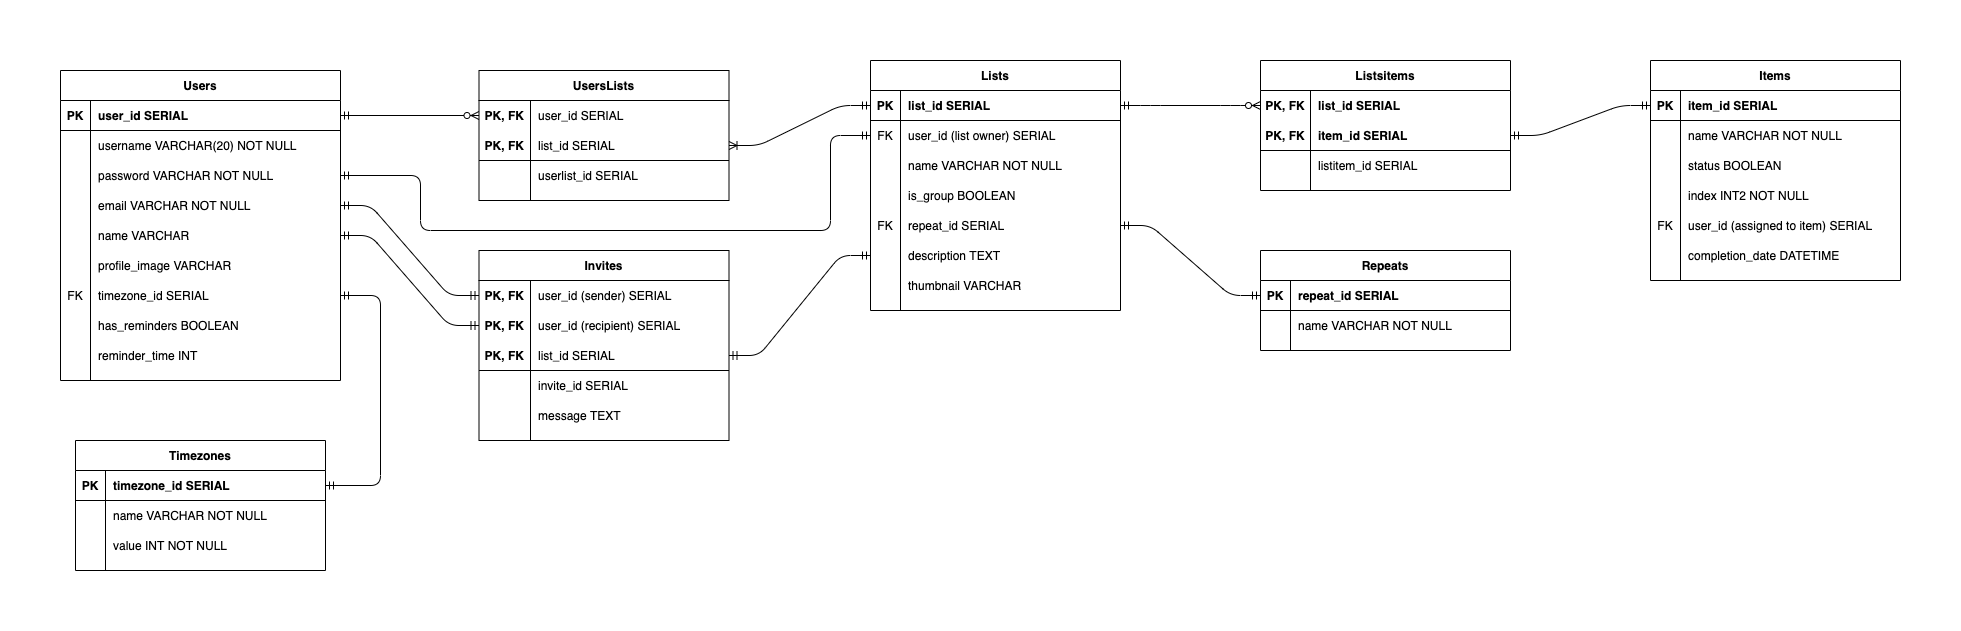 Users
PK user_id SERIAL
username VARCHAR(20) NOT NULL
password VARCHAR NOT NULL
email VARCHAR NOT NULL
name VARCHAR
profile_image VARCHAR
FK timezone_id SERIAL
has_reminders BOOLEAN
reminder_time INT
Timezones
PK timezone_id SERIAL
name VARCHAR NOT NULL
value INT NOT NULL
UsersLists
PK, FK user_id SERIAL
PK, FK list_id SERIAL
userlist_id SERIAL
Invites
PK, FK user_id (sender) SERIAL
PK, FK user_id (recipient) SERIAL
PK, FK list_id SERIAL
invite_id SERIAL
message TEXT
Lists
PK list_id SERIAL
FK user_id (list owner) SERIAL
name VARCHAR NOT NULL
is_group BOOLEAN
FK repeat_id SERIAL
description TEXT
thumbnail VARCHAR
Listsitems
PK, FK list_id SERIAL
PK, FK item_id SERIAL
listitem_id SERIAL
Repeats
PK repeat_id SERIAL
name VARCHAR NOT NULL
Items
PK item_id SERIAL
name VARCHAR NOT NULL
status BOOLEAN
index INT2 NOT NULL
FK user_id (assigned to item) SERIAL
completion_date DATETIME